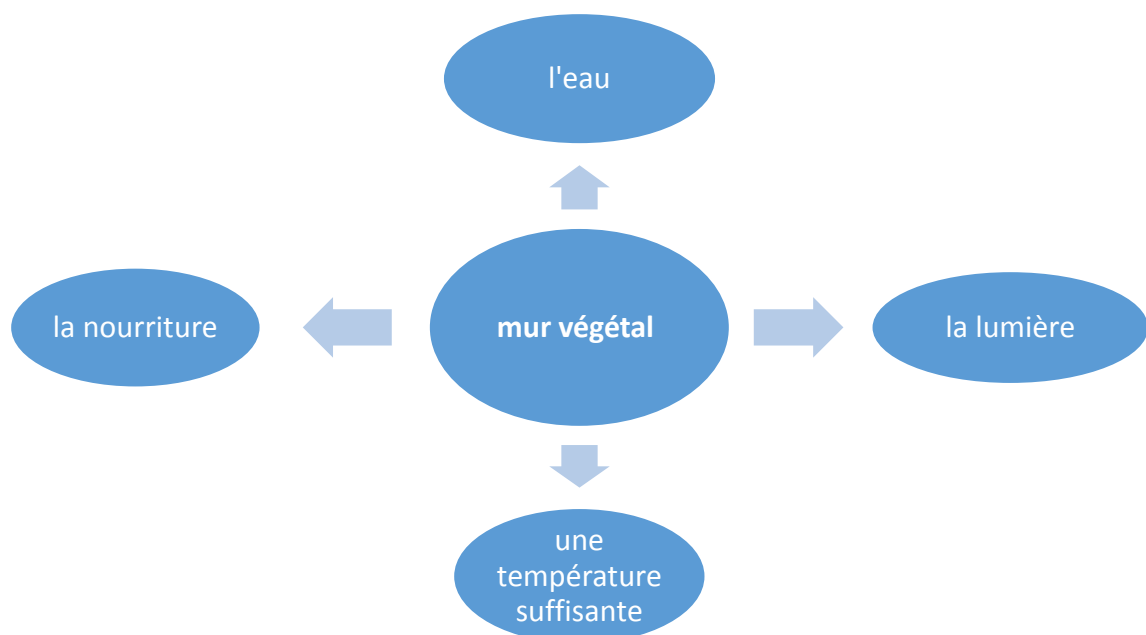 l'eau
la nourriture
mur végétal
la lumière
une
température
suffisante